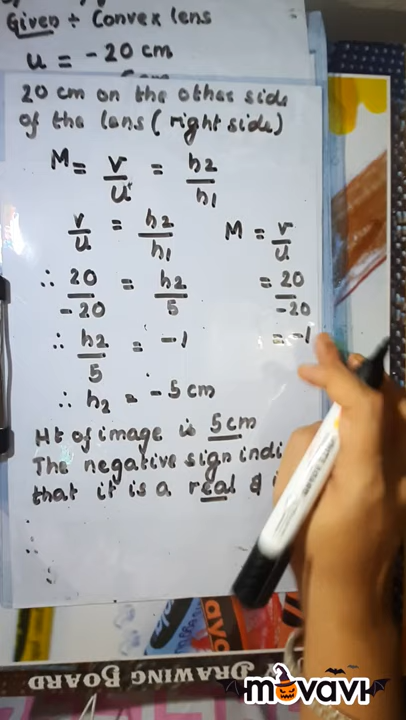 Given ÷ Convex lens
u = -20 cm
20 cm on the other side
of the lens (right side)
M = v/u = h2/h1
v/u = h2/h1
M = v/u
∴ 20/-20 = h2/5
= 20/-20
∴ h2/5 = -1
= -1
∴ h2 = -5 cm
Ht of image is 5cm
The negative sign indi
that it is a real &
DRAWING BOARD
movavi